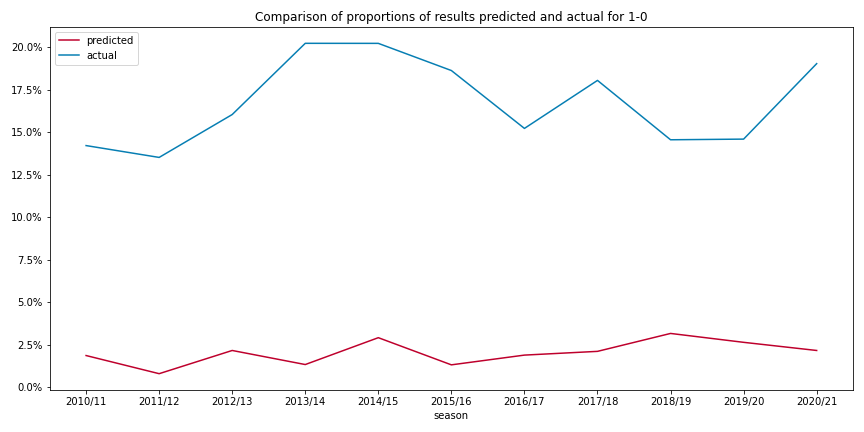 Comparison of proportions of results predicted and actual for 1-0
predicted
actual
20.0%
17.5%
15.0%
12.5%
10.0%
7.5%
5.0%
2.5%
0.0%
2010/11 2011/12 2012/13 2013/14 2014/15 2015/16 2016/17 2017/18 2018/19 2019/20 2020/21
season